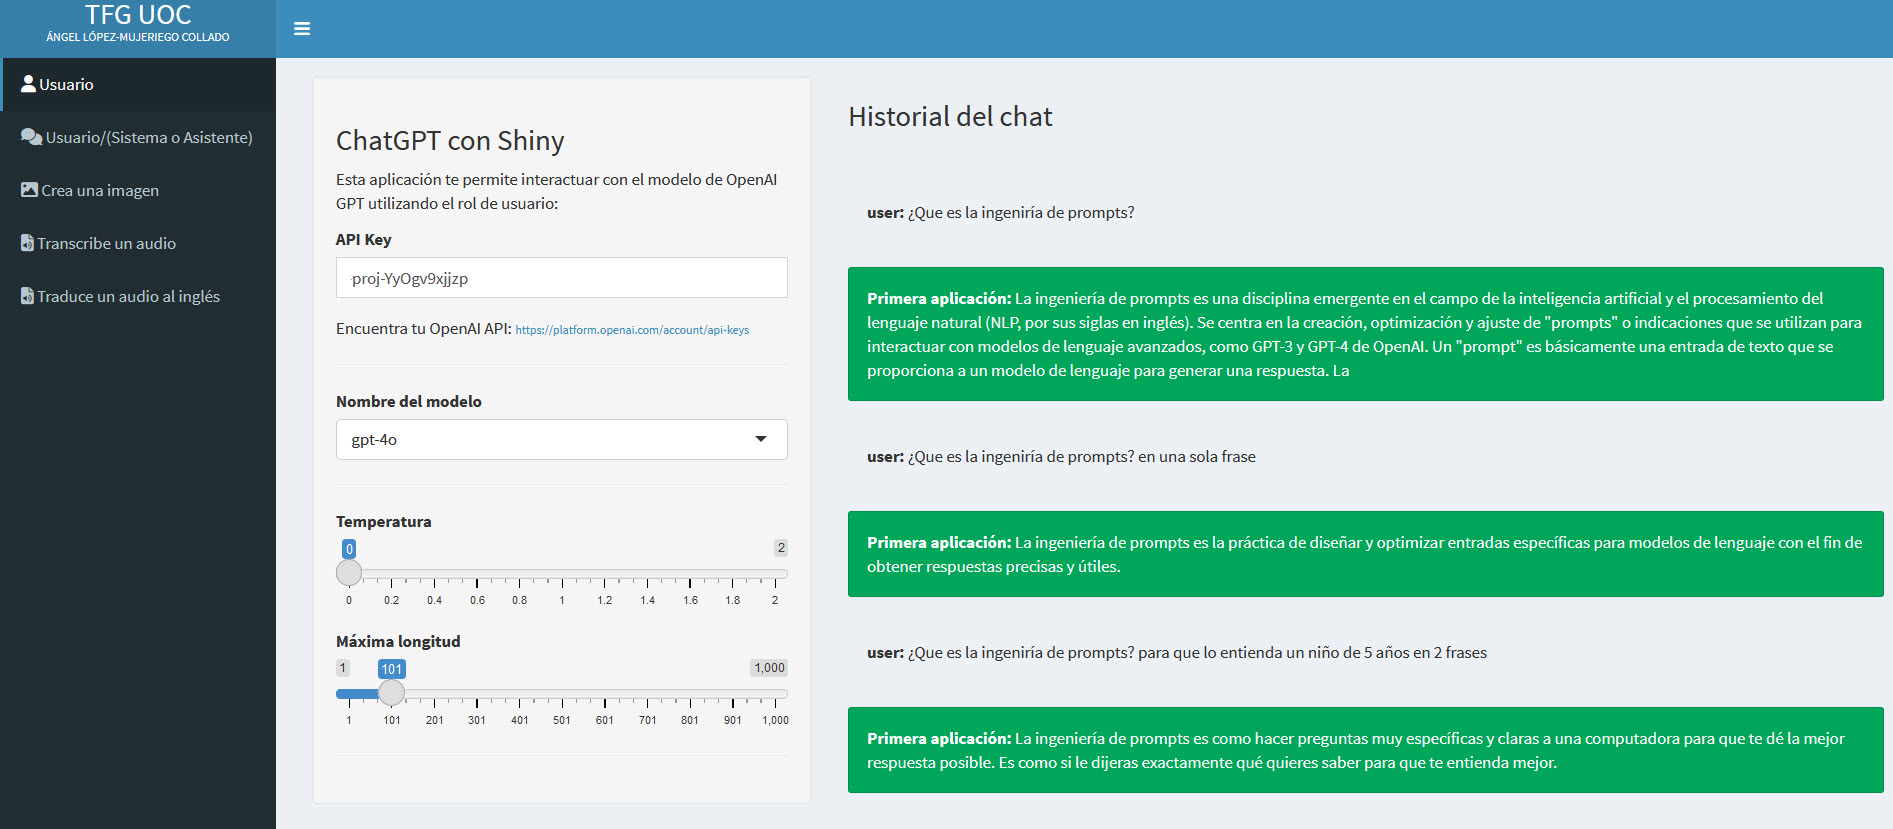 TFG UOC
ÁNGEL LÓPEZ-MUJERIEGO COLLADO
Usuario
Usuario/(Sistema o Asistente)
Crea una imagen
Transcribe un audio
Traduce un audio al inglés
ChatGPT con Shiny
Esta aplicación te permite interactuar con el modelo de OpenAI
GPT utilizando el rol de usuario:
API Key
proj-YyOgv9xjjzp
Encuentra tu OpenAI API: https://platform.openai.com/account/api-keys
Nombre del modelo
gpt-4o
Temperatura
0 2
0 0.2 0.4 0.6 0.8 1 1.2 1.4 1.6 1.8 2
Máxima longitud
1 101 1,000
1 101 201 301 401 501 601 701 801 901 1,000
Historial del chat
user: ¿Que es la ingeniría de prompts?
Primera aplicación: La ingeniería de prompts es una disciplina emergente en el campo de la inteligencia artificial y el procesamiento del
lenguaje natural (NLP, por sus siglas en inglés). Se centra en la creación, optimización y ajuste de "prompts" o indicaciones que se utilizan para
interactuar con modelos de lenguaje avanzados, como GPT-3 y GPT-4 de OpenAI. Un "prompt" es básicamente una entrada de texto que se
proporciona a un modelo de lenguaje para generar una respuesta. La
user: ¿Que es la ingeniría de prompts? en una sola frase
Primera aplicación: La ingeniería de prompts es la práctica de diseñar y optimizar entradas específicas para modelos de lenguaje con el fin de
obtener respuestas precisas y útiles.
user: ¿Que es la ingeniría de prompts? para que lo entienda un niño de 5 años en 2 frases
Primera aplicación: La ingeniería de prompts es como hacer preguntas muy específicas y claras a una computadora para que te dé la mejor
respuesta posible. Es como si le dijeras exactamente qué quieres saber para que te entienda mejor.